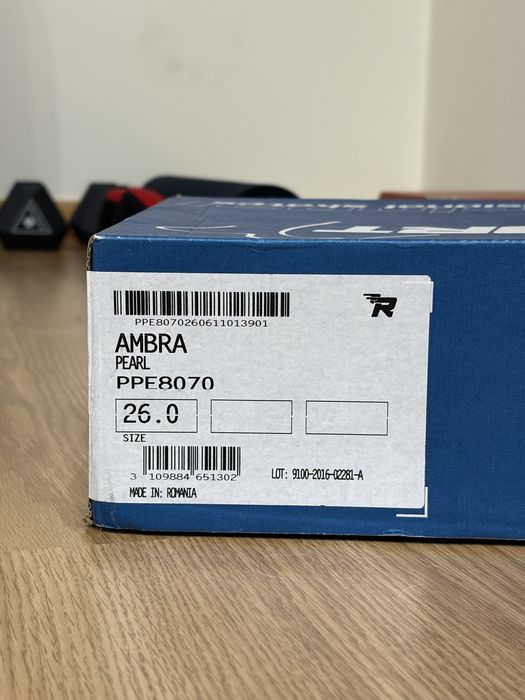 PPE8070260611013901
R
AMBRA
PEARL
PPE8070
26.0
SIZE
3 109884 651302
LOT: 9100-2016-02281-A
MADE IN: ROMANIA